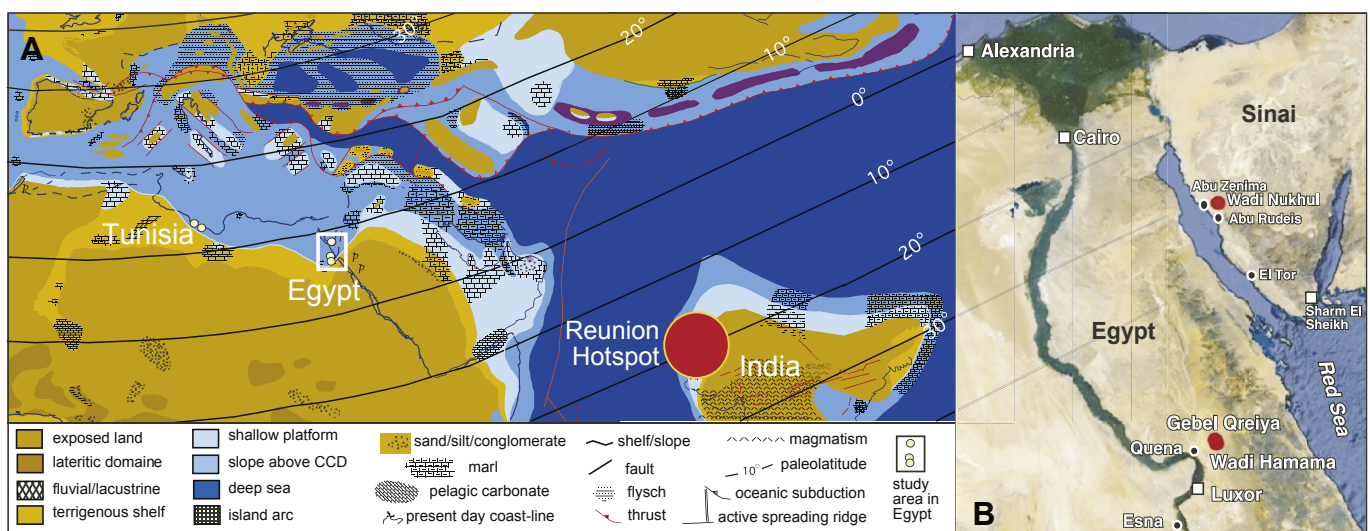 A
30°
20°
10°
0°
10°
20°
30°
Tunisia
Egypt
P
P
P
Reunion
Hotspot
India
exposed land
lateritic domaine
fluvial/lacustrine
terrigenous shelf
shallow platform
slope above CCD
deep sea
island arc
sand/silt/conglomerate
marl
pelagic carbonate
present day coast-line
shelf/slope
fault
flysch
thrust
magmatism
10° paleolatitude
oceanic subduction
active spreading ridge
study
area in
Egypt
Alexandria
Cairo
Sinai
Abu Zenima
Wadi Nukhul
Abu Rudeis
El Tor
Sharm El
Sheikh
Egypt
Red Sea
Gebel Qreiya
Quena
Wadi Hamama
Luxor
Esna
B